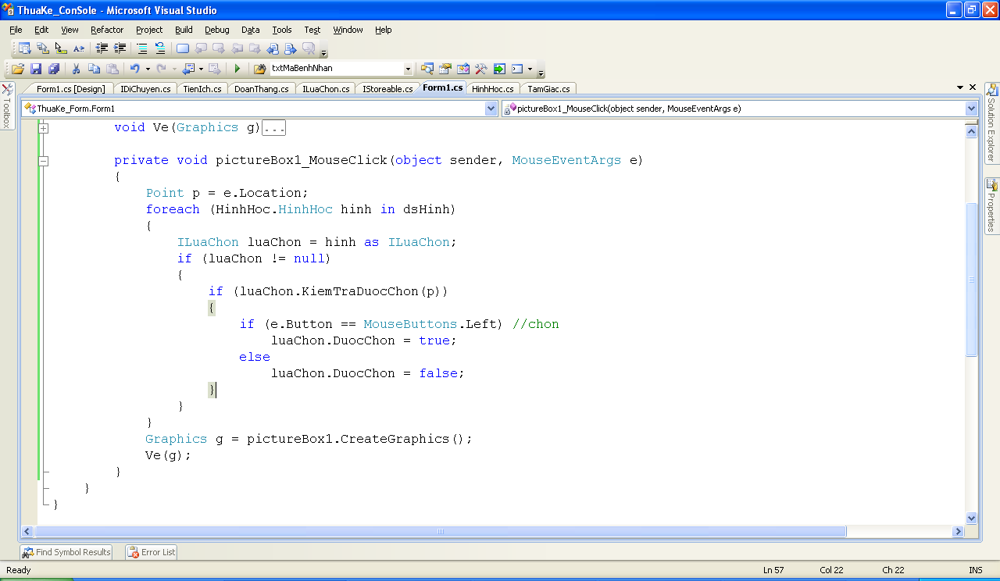 ThuaKe_ConSole - Microsoft Visual Studio
File Edit View Refactor Project Build Debug Data Tools Test Window Help
txtMaBenhNhan
Form1.cs [Design] IDiChuyen.cs TienIch.cs DoanThang.cs ILuaChon.cs IStoreable.cs Form1.cs HinhHoc.cs TamGiac.cs
Toolbox
ThuaKe_Form.Form1
pictureBox1_MouseClick(object sender, MouseEventArgs e)
Solution Explorer
Properties
void Ve(Graphics g)...
private void pictureBox1_MouseClick(object sender, MouseEventArgs e)
{
Point p = e.Location;
foreach (HinhHoc.HinhHoc hinh in dsHinh)
{
ILuaChon luaChon = hinh as ILuaChon;
if (luaChon != null)
{
if (luaChon.KiemTraDuocChon(p))
{
if (e.Button == MouseButtons.Left) //chon
luaChon.DuocChon = true;
else
luaChon.DuocChon = false;
}
}
}
Graphics g = pictureBox1.CreateGraphics();
Ve(g);
}
}
}
Find Symbol Results Error List
Ready Ln 57 Col 22 Ch 22 INS